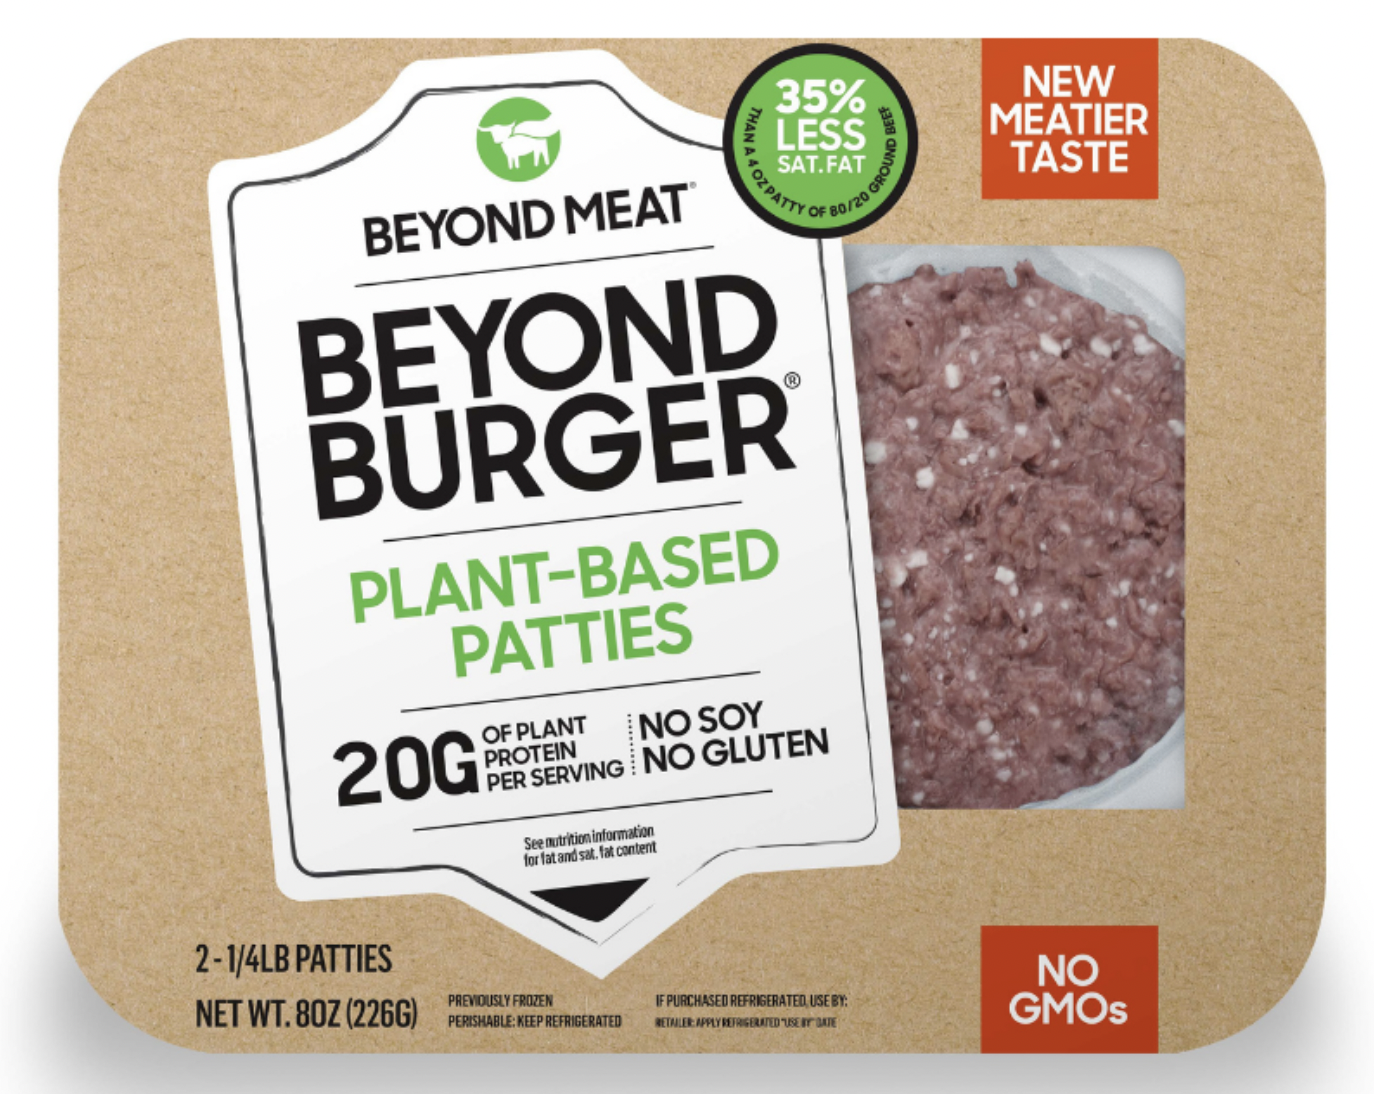 BEYOND MEAT®
BEYOND
BURGER®
PLANT-BASED
PATTIES
20G
OF PLANT
PROTEIN
PER SERVING
NO SOY
NO GLUTEN
See nutrition information
for fat and sat. fat content
35%
LESS
SAT.FAT
THAN A 4 OZ PATTY OF 80/20 GROUND BEEF
NEW
MEATIER
TASTE
2 - 1/4LB PATTIES
NET WT. 8OZ (226G)
PREVIOUSLY FROZEN
PERISHABLE: KEEP REFRIGERATED
IF PURCHASED REFRIGERATED, USE BY:
RETAILER: APPLY REFRIGERATED "USE BY" DATE
NO
GMOs